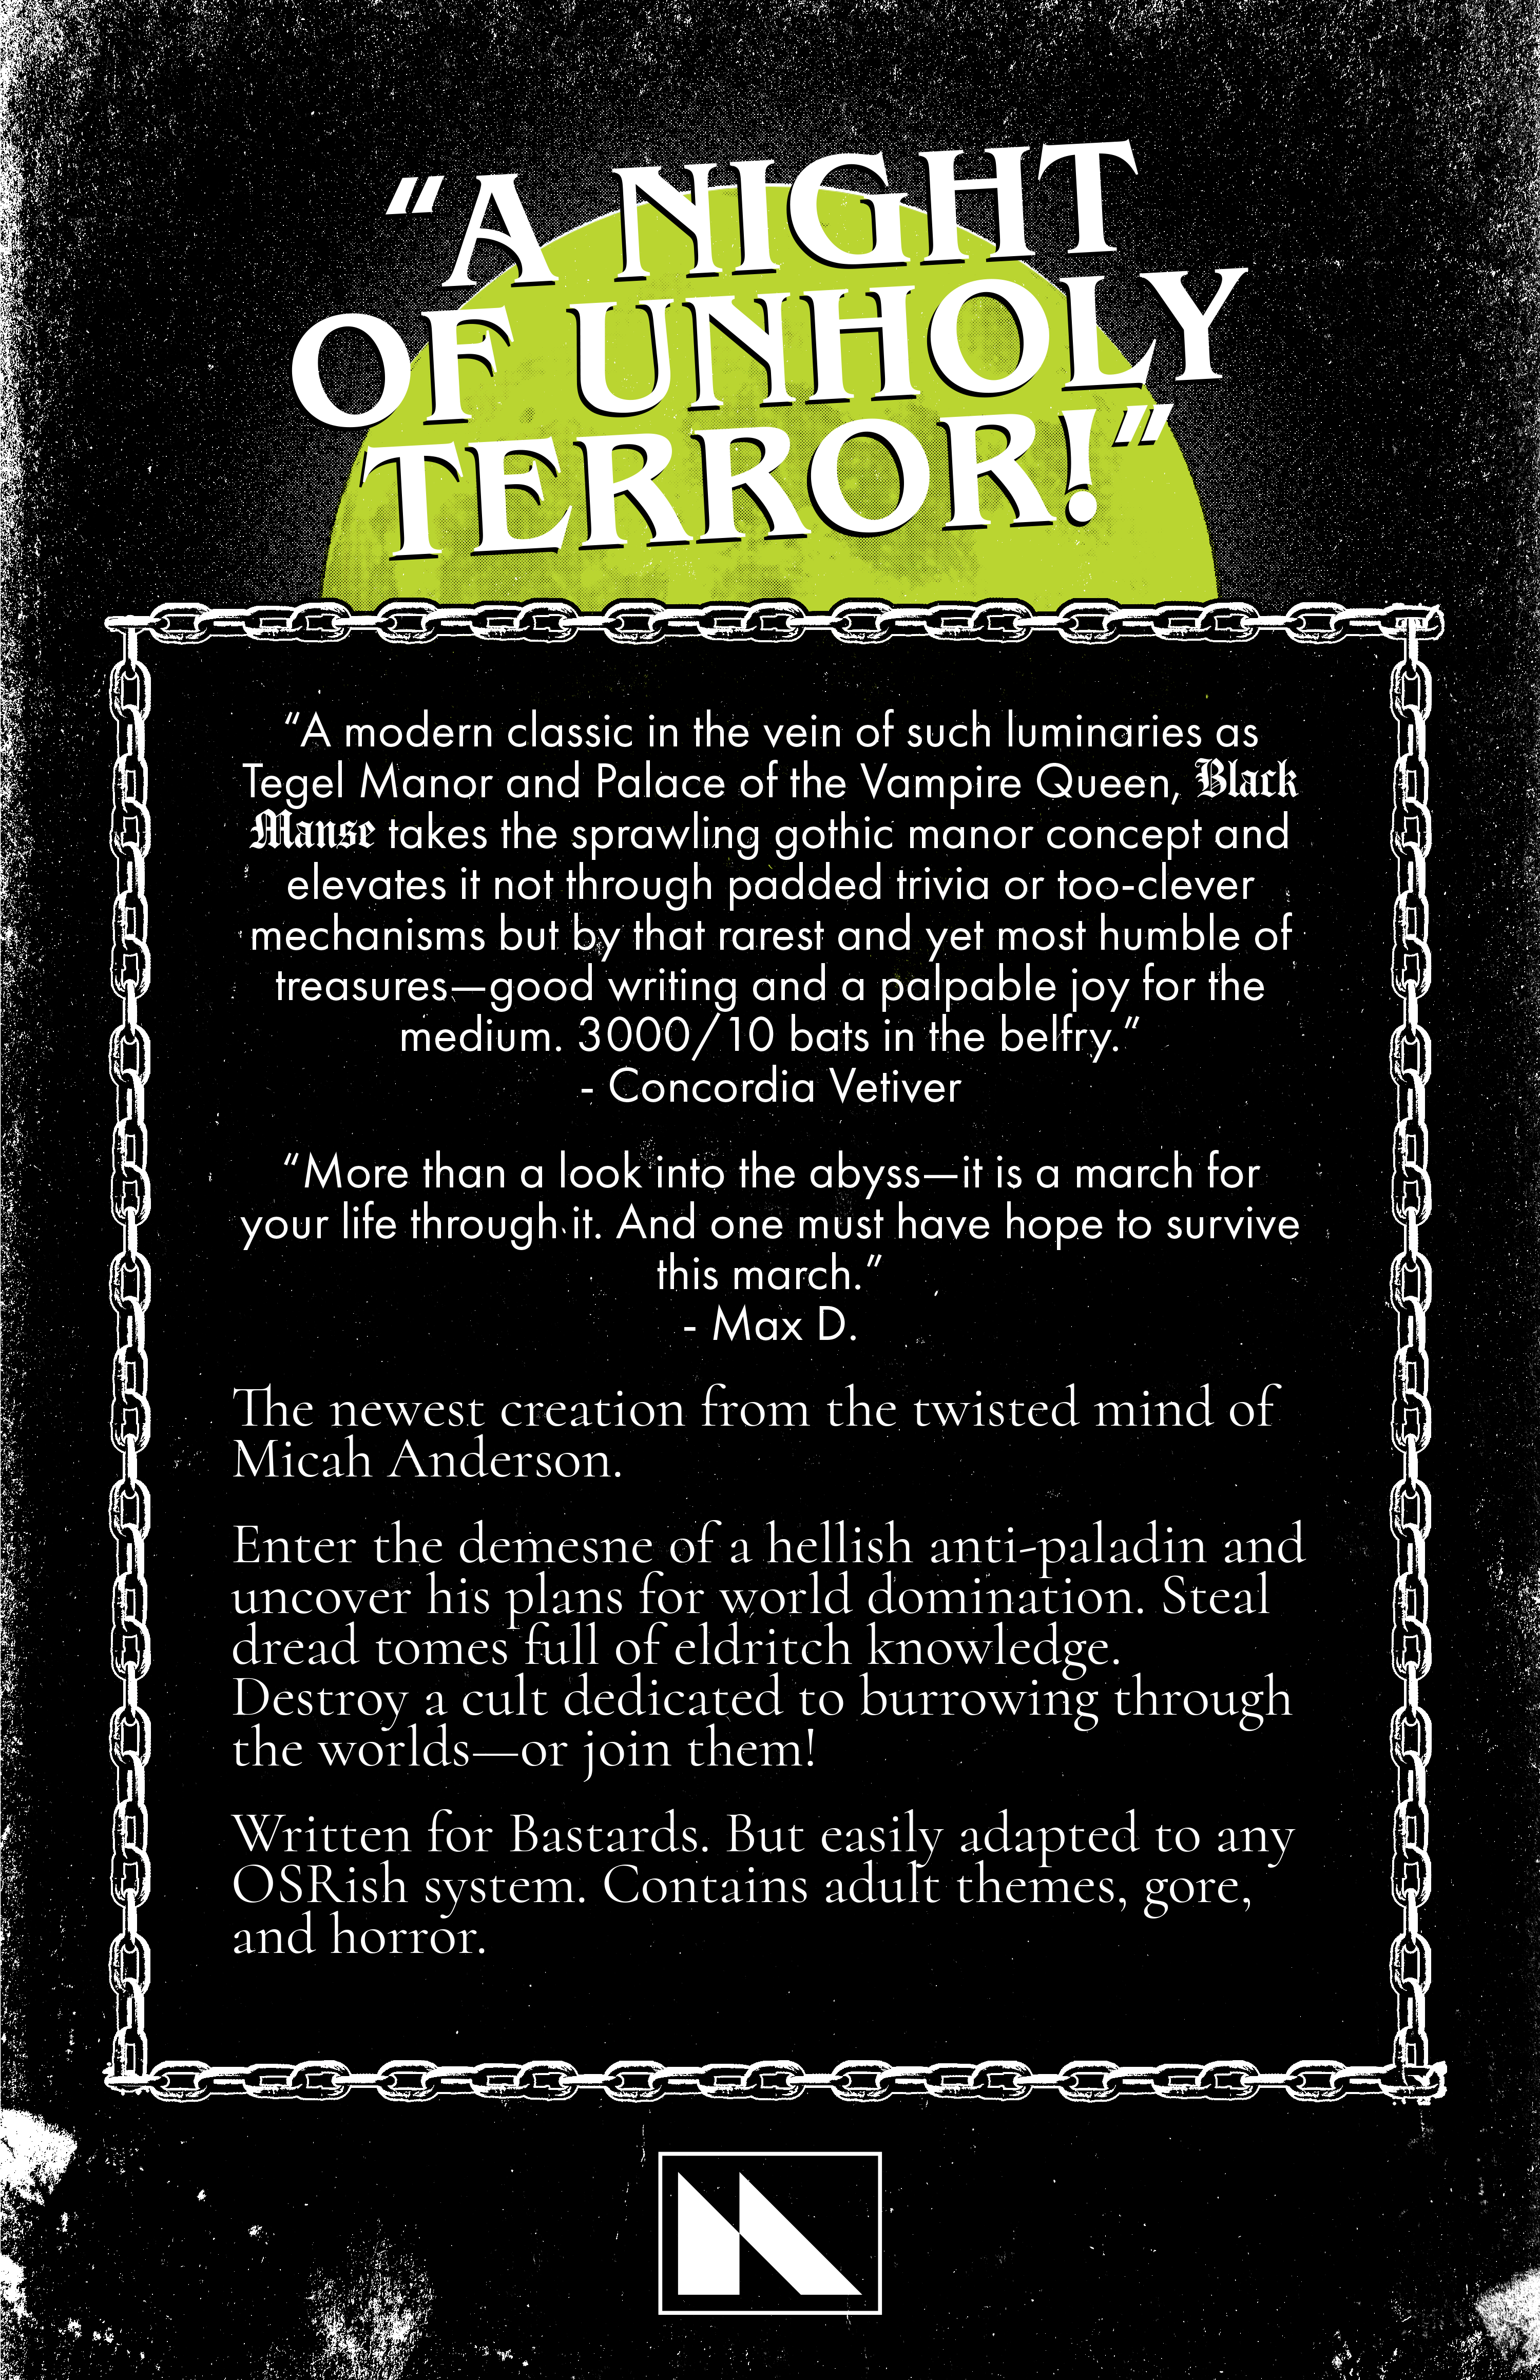 “A NIGHT
OF UNHOLY
TERROR!”
“A modern classic in the vein of such luminaries as
Tegel Manor and Palace of the Vampire Queen, Black
Manse takes the sprawling gothic manor concept and
elevates it not through padded trivia or too-clever
mechanisms but by that rarest and yet most humble of
treasures—good writing and a palpable joy for the
medium. 3000/10 bats in the belfry.”
- Concordia Vetiver
“More than a look into the abyss—it is a march for
your life through it. And one must have hope to survive
this march.”
- Max D.
The newest creation from the twisted mind of
Micah Anderson.
Enter the demesne of a hellish anti-paladin and
uncover his plans for world domination. Steal
dread tomes full of eldritch knowledge.
Destroy a cult dedicated to burrowing through
the worlds—or join them!
Written for Bastards. But easily adapted to any
OSRish system. Contains adult themes, gore,
and horror.